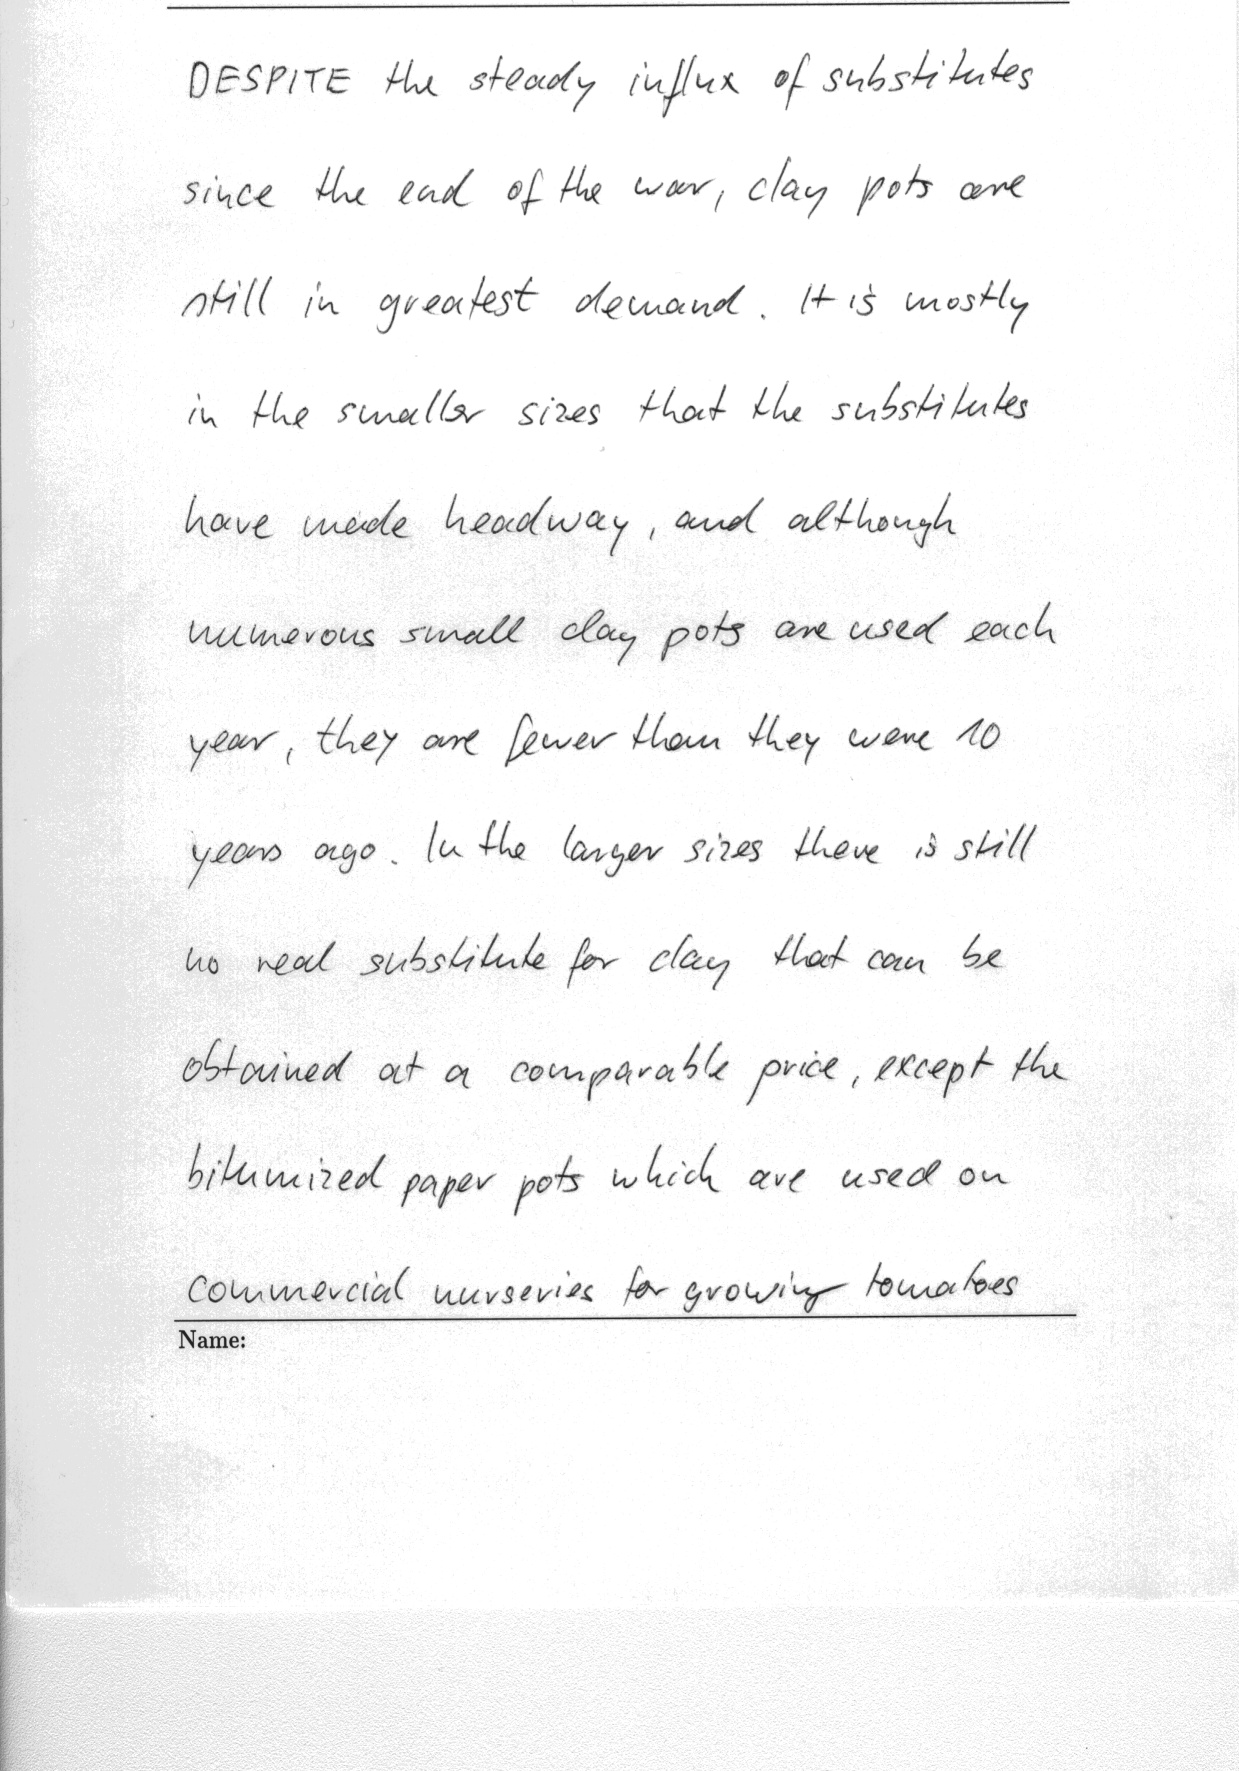 DESPITE the steady influx of substitutes
since the end of the war, clay pots are
still in greatest demand. It is mostly
in the smaller sizes that the substitutes
have made headway, and although
numerous small clay pots are used each
year, they are fewer than they were 10
years ago. In the larger sizes there is still
no real substitute for clay that can be
obtained at a comparable price, except the
bitumized paper pots which are used on
commercial nurseries for growing tomatoes
Name: